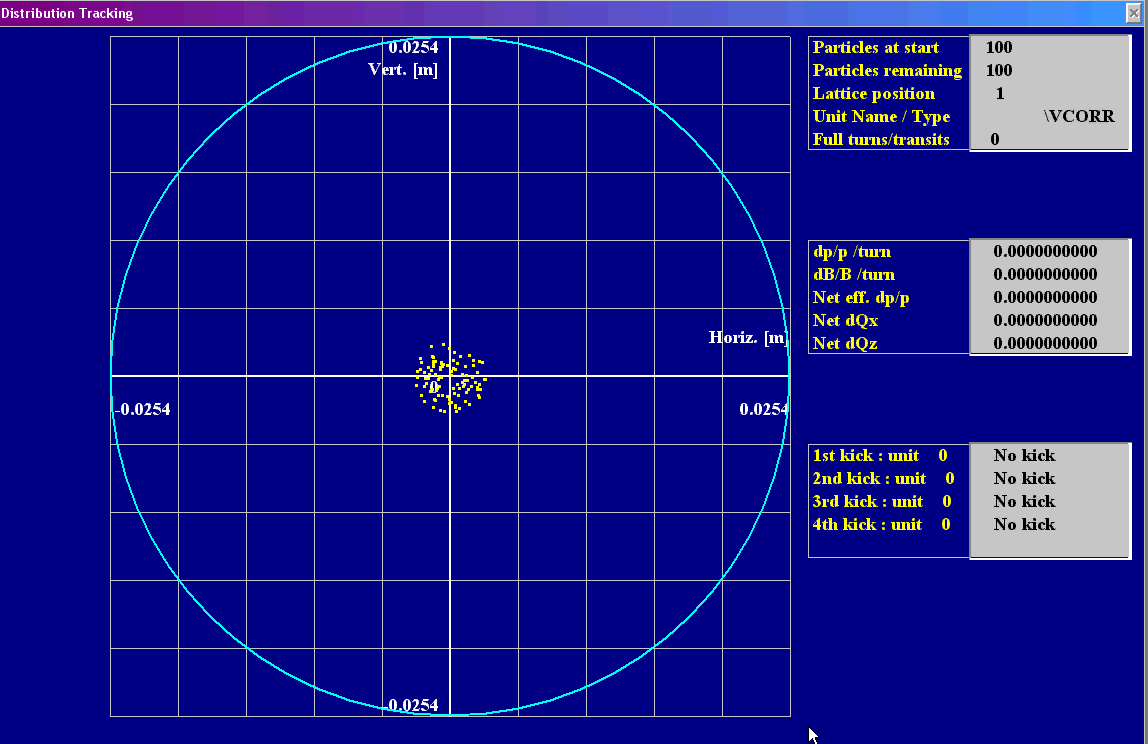 Distribution Tracking
0.0254
Vert. [m]
Horiz. [m]
0
-0.0254
0.0254
-0.0254
Particles at start 100
Particles remaining 100
Lattice position 1
Unit Name / Type \VCORR
Full turns/transits 0
dp/p /turn 0.0000000000
dB/B /turn 0.0000000000
Net eff. dp/p 0.0000000000
Net dQx 0.0000000000
Net dQz 0.0000000000
1st kick : unit 0 No kick
2nd kick : unit 0 No kick
3rd kick : unit 0 No kick
4th kick : unit 0 No kick